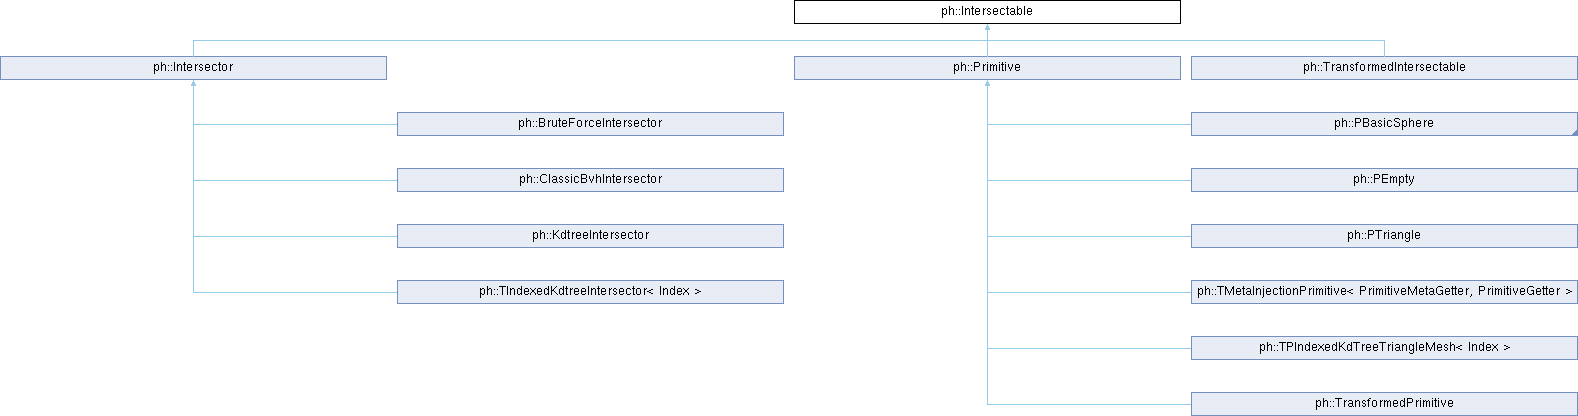 ph::Intersectable
ph::Intersector
ph::Primitive
ph::TransformedIntersectable
ph::BruteForceIntersector
ph::PBasicSphere
ph::ClassicBvhIntersector
ph::PEmpty
ph::KdtreeIntersector
ph::PTriangle
ph::TIndexedKdtreeIntersector< Index >
ph::TMetaInjectionPrimitive< PrimitiveMetaGetter, PrimitiveGetter >
ph::TPIndexedKdTreeTriangleMesh< Index >
ph::TransformedPrimitive